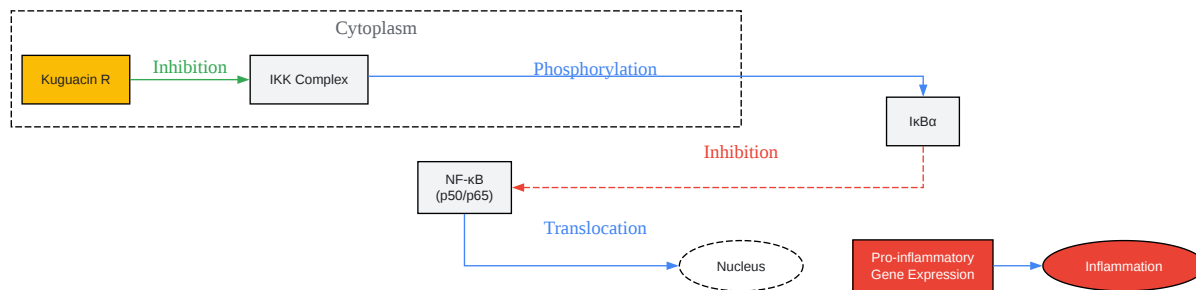 Cytoplasm
Kuguacin R
Inhibition
IKK Complex
Phosphorylation
IκBα
Inhibition
NF-κB
(p50/p65)
Translocation
Nucleus
Pro-inflammatory
Gene Expression
Inflammation